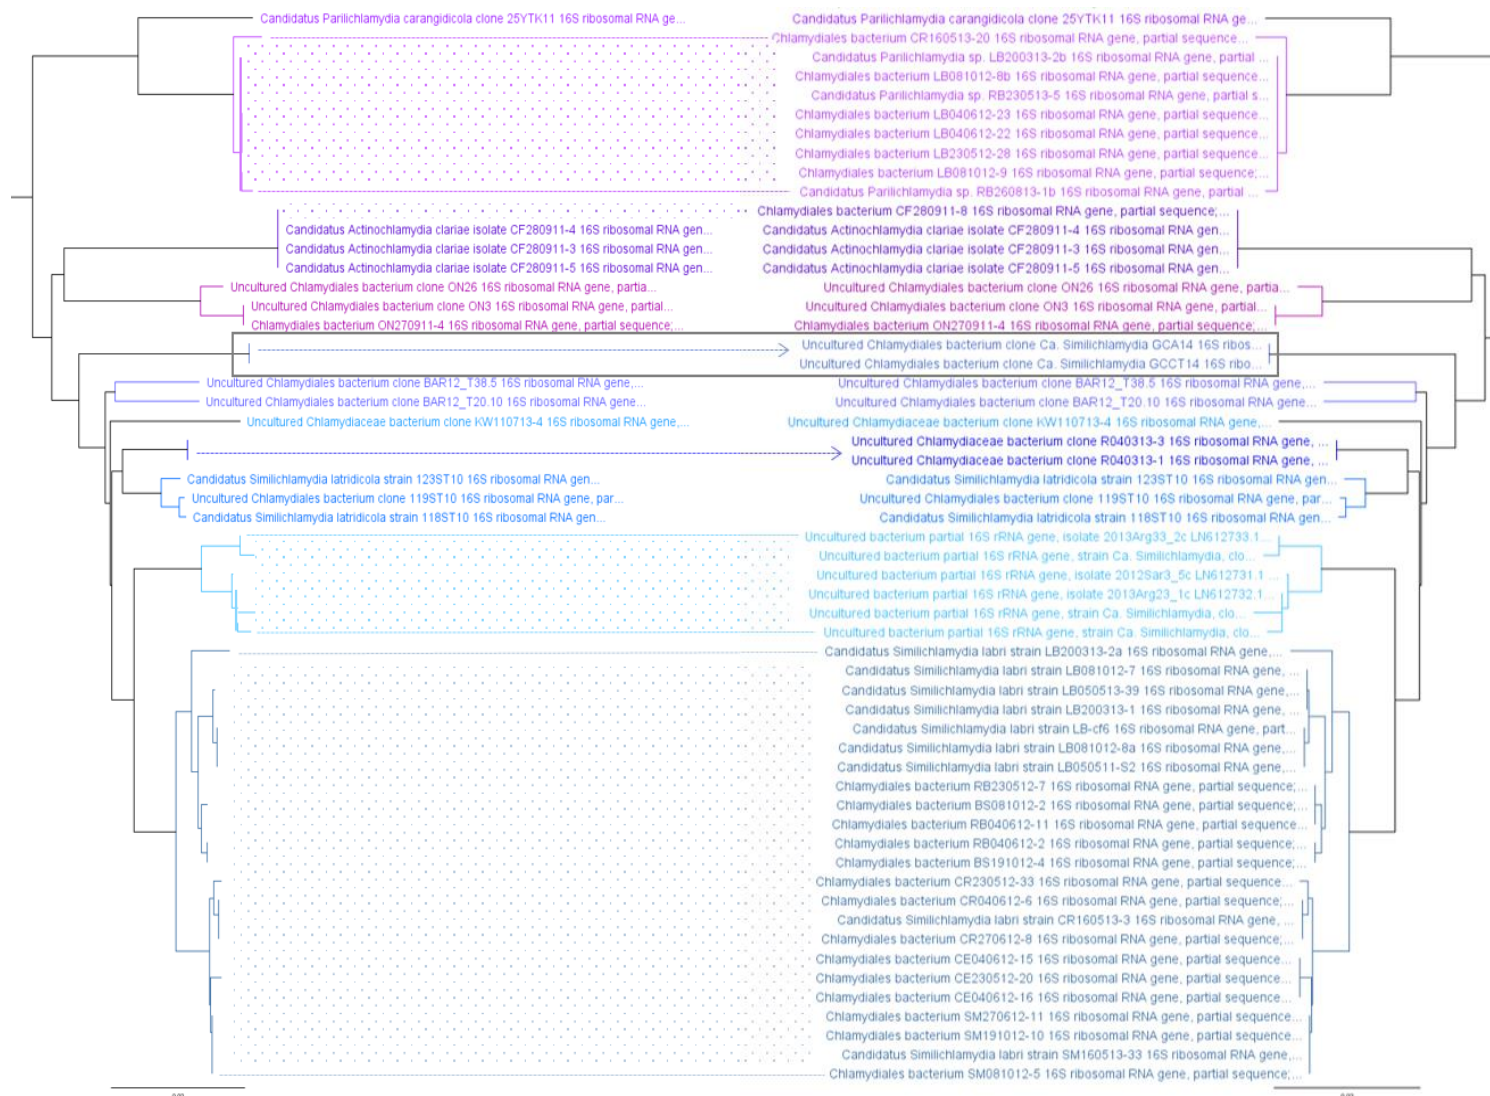 Candidatus Parilichlamydia carangidicola clone 25YTK11 16S ribosomal RNA ge... Candidatus Parilichlamydia carangidicola clone 25YTK11 16S ribosomal RNA ge...
Chlamydiales bacterium CR160513-20 16S ribosomal RNA gene, partial sequence...
Candidatus Parilichlamydia sp. LB200313-2b 16S ribosomal RNA gene, partial ...
Chlamydiales bacterium LB081012-8b 16S ribosomal RNA gene, partial sequence...
Candidatus Parilichlamydia sp. RB230513-5 16S ribosomal RNA gene, partial s...
Chlamydiales bacterium LB040612-23 16S ribosomal RNA gene, partial sequence...
Chlamydiales bacterium LB040612-22 16S ribosomal RNA gene, partial sequence...
Chlamydiales bacterium LB230512-28 16S ribosomal RNA gene, partial sequence...
Chlamydiales bacterium LB081012-9 16S ribosomal RNA gene, partial sequence;...
Candidatus Parilichlamydia sp. RB260813-1b 16S ribosomal RNA gene, partial ...
Chlamydiales bacterium CF280911-8 16S ribosomal RNA gene, partial sequence;...
Candidatus Actinochlamydia clariae isolate CF280911-4 16S ribosomal RNA gen... Candidatus Actinochlamydia clariae isolate CF280911-4 16S ribosomal RNA gen...
Candidatus Actinochlamydia clariae isolate CF280911-3 16S ribosomal RNA gen... Candidatus Actinochlamydia clariae isolate CF280911-3 16S ribosomal RNA gen...
Candidatus Actinochlamydia clariae isolate CF280911-5 16S ribosomal RNA gen... Candidatus Actinochlamydia clariae isolate CF280911-5 16S ribosomal RNA gen...
Uncultured Chlamydiales bacterium clone ON26 16S ribosomal RNA gene, partia... Uncultured Chlamydiales bacterium clone ON26 16S ribosomal RNA gene, partia...
Uncultured Chlamydiales bacterium clone ON3 16S ribosomal RNA gene, partial... Uncultured Chlamydiales bacterium clone ON3 16S ribosomal RNA gene, partial...
Chlamydiales bacterium ON270911-4 16S ribosomal RNA gene, partial sequence;... Chlamydiales bacterium ON270911-4 16S ribosomal RNA gene, partial sequence;...
Uncultured Chlamydiales bacterium clone Ca. Similichlamydia GCA14 16S ribos...
Uncultured Chlamydiales bacterium clone Ca. Similichlamydia GCCT14 16S ribo...
Uncultured Chlamydiales bacterium clone BAR12_T38.5 16S ribosomal RNA gene,... Uncultured Chlamydiales bacterium clone BAR12_T38.5 16S ribosomal RNA gene,...
Uncultured Chlamydiales bacterium clone BAR12_T20.10 16S ribosomal RNA gene... Uncultured Chlamydiales bacterium clone BAR12_T20.10 16S ribosomal RNA gene...
Uncultured Chlamydiaceae bacterium clone KW110713-4 16S ribosomal RNA gene,... Uncultured Chlamydiaceae bacterium clone KW110713-4 16S ribosomal RNA gene,...
Uncultured Chlamydiaceae bacterium clone R040313-3 16S ribosomal RNA gene, ...
Uncultured Chlamydiaceae bacterium clone R040313-1 16S ribosomal RNA gene, ...
Candidatus Similichlamydia latridicola strain 123ST10 16S ribosomal RNA gen... Candidatus Similichlamydia latridicola strain 123ST10 16S ribosomal RNA gen...
Uncultured Chlamydiales bacterium clone 119ST10 16S ribosomal RNA gene, par... Uncultured Chlamydiales bacterium clone 119ST10 16S ribosomal RNA gene, par...
Candidatus Similichlamydia latridicola strain 118ST10 16S ribosomal RNA gen... Candidatus Similichlamydia latridicola strain 118ST10 16S ribosomal RNA gen...
Uncultured bacterium partial 16S rRNA gene, isolate 2013Arg33_2c LN612733.1...
Uncultured bacterium partial 16S rRNA gene, strain Ca. Similichlamydia, clo...
Uncultured bacterium partial 16S rRNA gene, isolate 2012Sar3_5c LN612731.1 ...
Uncultured bacterium partial 16S rRNA gene, isolate 2013Arg23_1c LN612732.1...
Uncultured bacterium partial 16S rRNA gene, strain Ca. Similichlamydia, clo...
Uncultured bacterium partial 16S rRNA gene, strain Ca. Similichlamydia, clo...
Candidatus Similichlamydia labri strain LB200313-2a 16S ribosomal RNA gene,...
Candidatus Similichlamydia labri strain LB081012-7 16S ribosomal RNA gene, ...
Candidatus Similichlamydia labri strain LB050513-39 16S ribosomal RNA gene,...
Candidatus Similichlamydia labri strain LB200313-1 16S ribosomal RNA gene, ...
Candidatus Similichlamydia labri strain LB-cf6 16S ribosomal RNA gene, part...
Candidatus Similichlamydia labri strain LB081012-8a 16S ribosomal RNA gene,...
Candidatus Similichlamydia labri strain LB050511-S2 16S ribosomal RNA gene,...
Chlamydiales bacterium RB230512-7 16S ribosomal RNA gene, partial sequence;...
Chlamydiales bacterium BS081012-2 16S ribosomal RNA gene, partial sequence;...
Chlamydiales bacterium RB040612-11 16S ribosomal RNA gene, partial sequence...
Chlamydiales bacterium RB040612-2 16S ribosomal RNA gene, partial sequence;...
Chlamydiales bacterium BS191012-4 16S ribosomal RNA gene, partial sequence;...
Chlamydiales bacterium CR230512-33 16S ribosomal RNA gene, partial sequence...
Chlamydiales bacterium CR040612-6 16S ribosomal RNA gene, partial sequence;...
Candidatus Similichlamydia labri strain CR160513-3 16S ribosomal RNA gene, ...
Chlamydiales bacterium CR270612-8 16S ribosomal RNA gene, partial sequence;...
Chlamydiales bacterium CE040612-15 16S ribosomal RNA gene, partial sequence...
Chlamydiales bacterium CE230512-20 16S ribosomal RNA gene, partial sequence...
Chlamydiales bacterium CE040612-16 16S ribosomal RNA gene, partial sequence...
Chlamydiales bacterium SM270612-11 16S ribosomal RNA gene, partial sequence...
Chlamydiales bacterium SM191012-10 16S ribosomal RNA gene, partial sequence...
Candidatus Similichlamydia labri strain SM160513-33 16S ribosomal RNA gene,...
Chlamydiales bacterium SM081012-5 16S ribosomal RNA gene, partial sequence;...